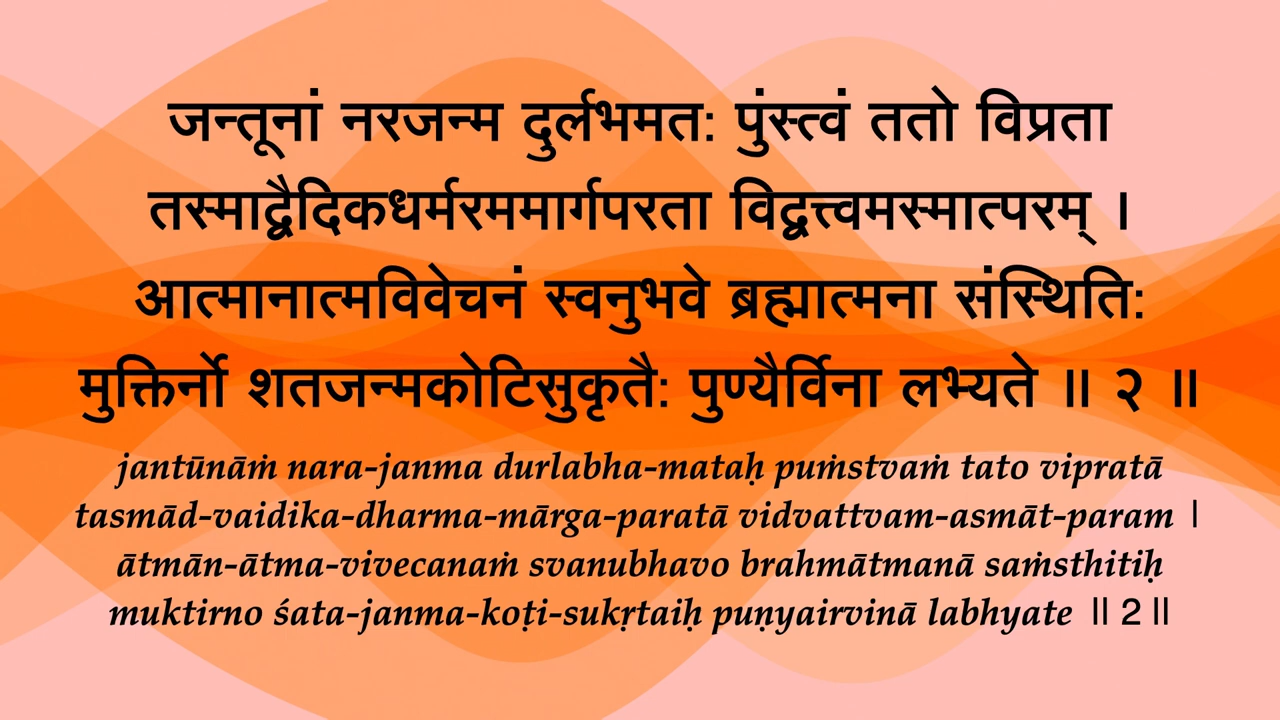 जन्तूनां नरजन्म दुर्लभमत: पुंस्त्वं ततो विप्रता
तस्माद्वैदिकधर्मरममार्गपरता विद्वत्त्वमस्मात्परम् ।
आत्मानात्मविवेचनं स्वनुभवे ब्रह्मात्मना संस्थिति:
मुक्तिर्नो शतजन्मकोटिसुकृतै: पुण्यैर्विना लभ्यते ॥ २ ॥
jantūnāṁ nara-janma durlabha-mataḥ puṁstvaṁ tato vipratā
tasmād-vaidika-dharma-mārga-paratā vidvattvam-asmāt-param |
ātmān-ātma-vivecanaṁ svanubhavo brahmātmanā saṁsthitiḥ
muktirno śata-janma-koṭi-sukṛtaiḥ puṇyairvinā labhyate || 2 ||